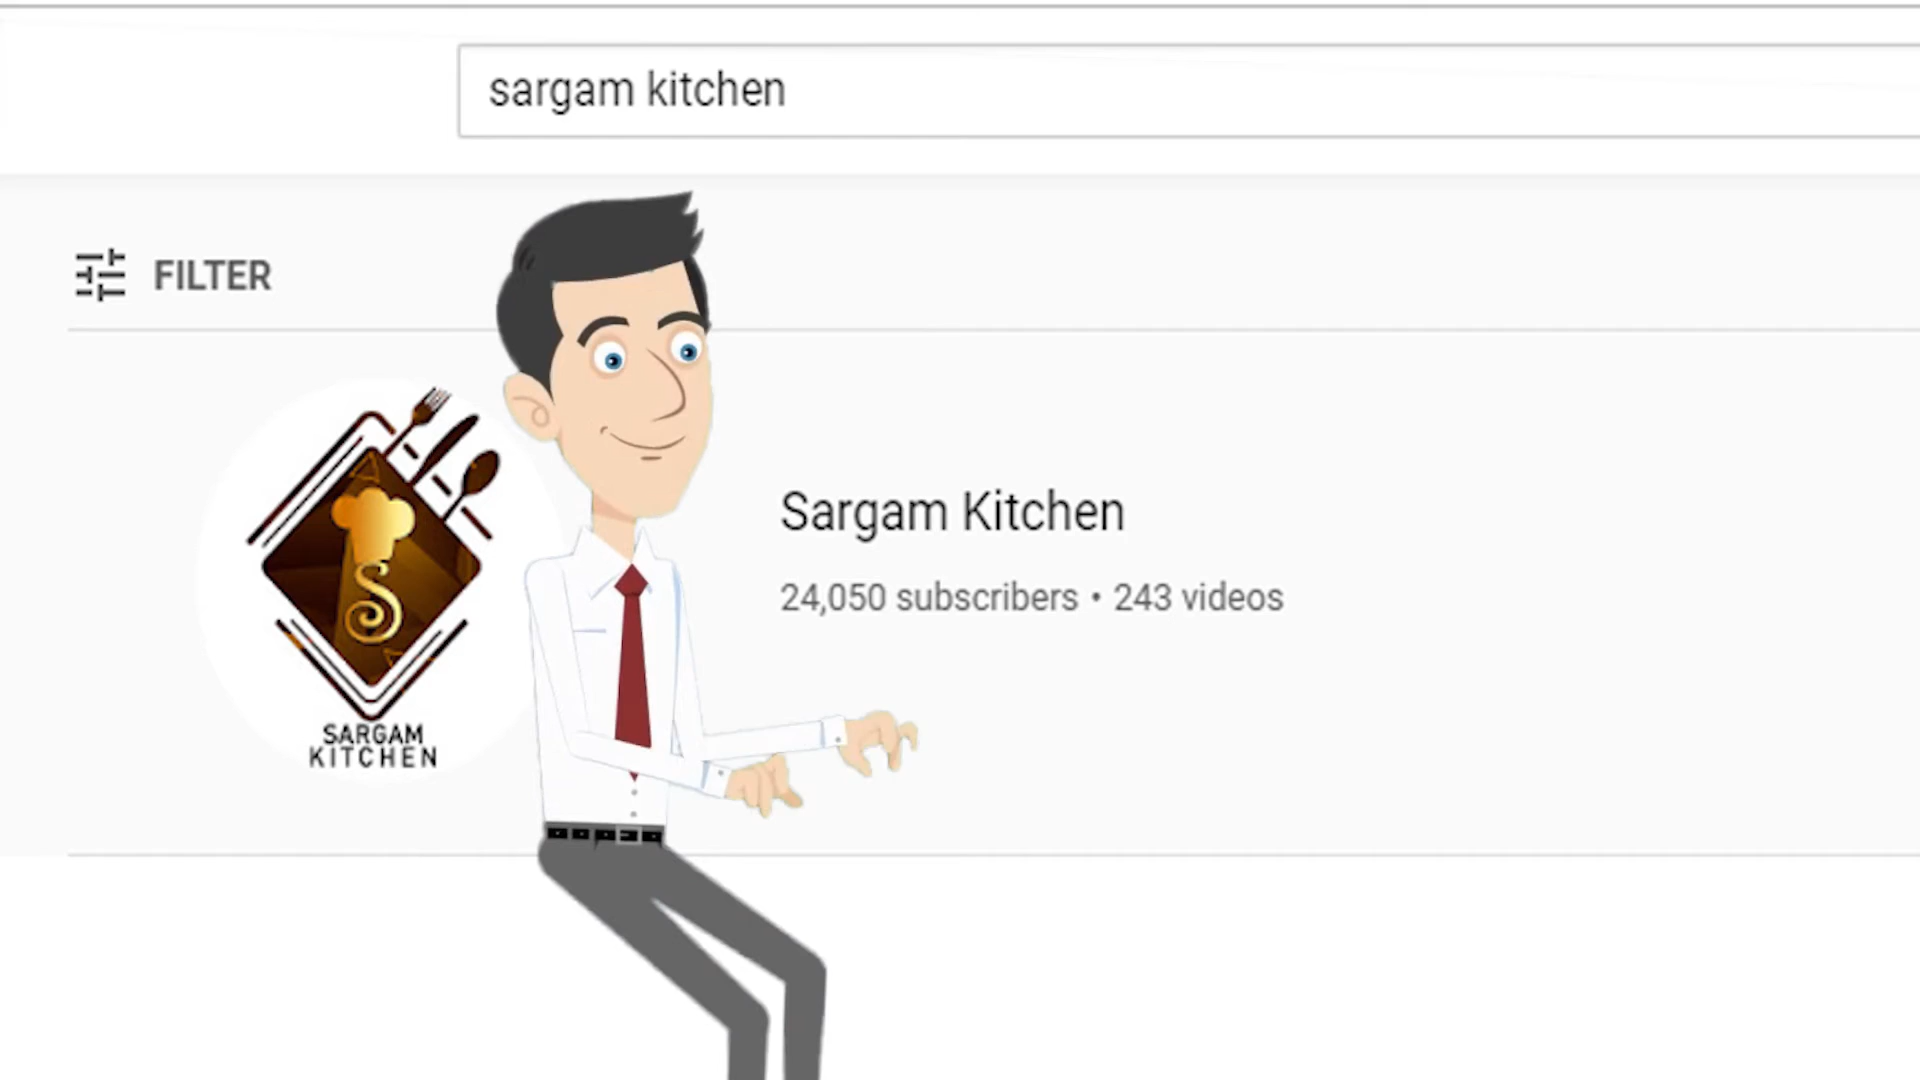 sargam kitchen
FILTER
S
SARGAM
KITCHEN
Sargam Kitchen
24,050 subscribers • 243 videos